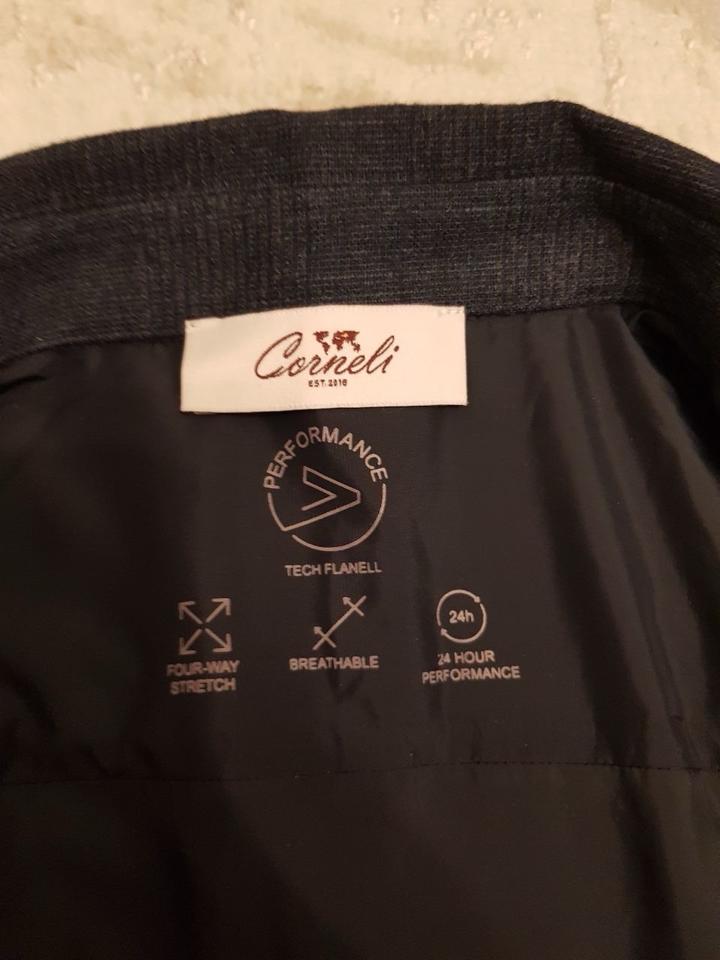 Corneli
EST. 2016
PERFORMANCE
TECH FLANELL
24h
FOUR-WAY
STRETCH
BREATHABLE
24 HOUR
PERFORMANCE